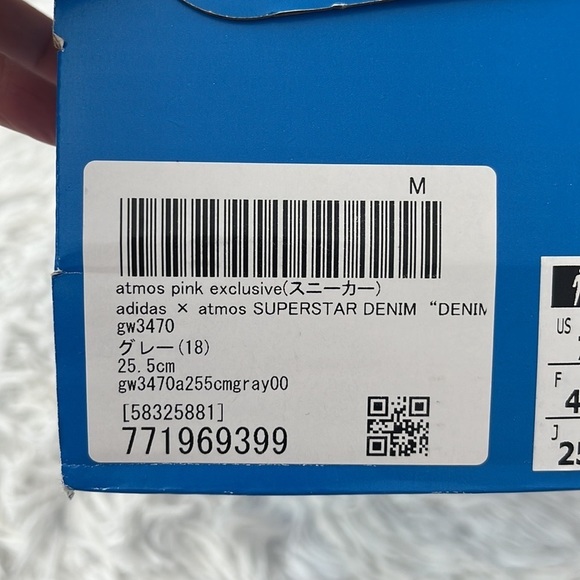 M
atmos pink exclusive(スニーカー)
adidas × atmos SUPERSTAR DENIM “DENIM
gw3470
グレー(18)
25.5cm
gw3470a255cmgray00
[58325881]
771969399
US
F
4
J
25